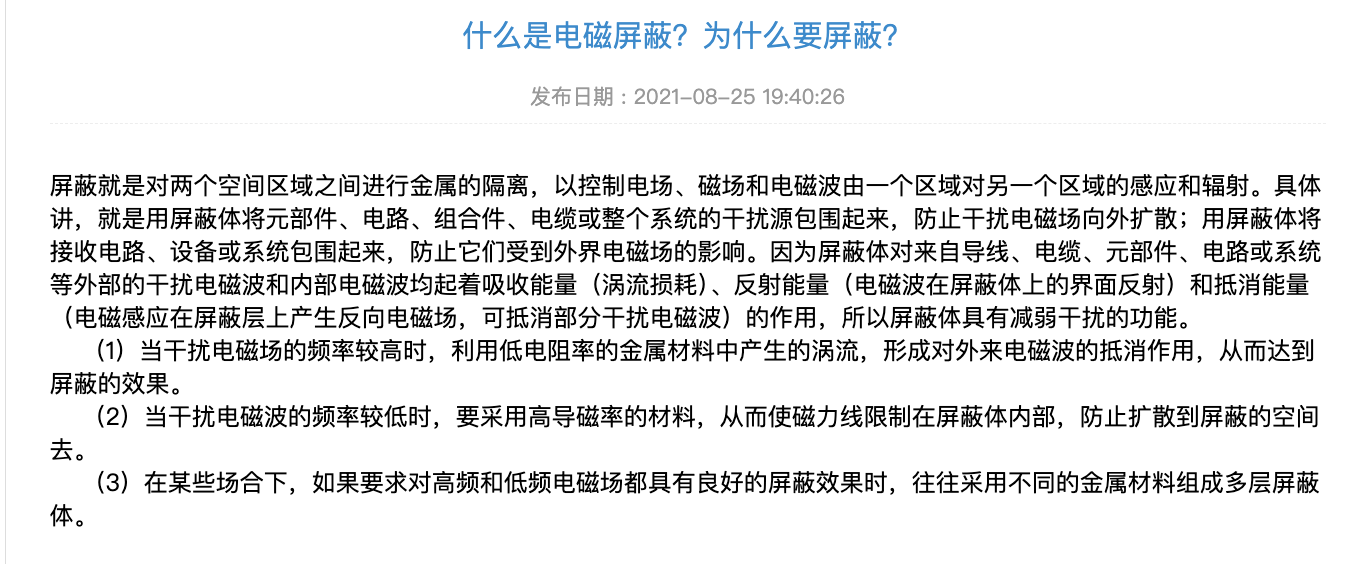 什么是电磁屏蔽？为什么要屏蔽？
发布日期：2021-08-25 19:40:26
屏蔽就是对两个空间区域之间进行金属的隔离，以控制电场、磁场和电磁波由一个区域对另一个区域的感应和辐射。具体
讲，就是用屏蔽体将元部件、电路、组合件、电缆或整个系统的干扰源包围起来，防止干扰电磁场向外扩散；用屏蔽体将
接收电路、设备或系统包围起来，防止它们受到外界电磁场的影响。因为屏蔽体对来自导线、电缆、元部件、电路或系统
等外部的干扰电磁波和内部电磁波均起着吸收能量（涡流损耗）、反射能量（电磁波在屏蔽体上的界面反射）和抵消能量
（电磁感应在屏蔽层上产生反向电磁场，可抵消部分干扰电磁波）的作用，所以屏蔽体具有减弱干扰的功能。
（1）当干扰电磁场的频率较高时，利用低电阻率的金属材料中产生的涡流，形成对外来电磁波的抵消作用，从而达到
屏蔽的效果。
（2）当干扰电磁波的频率较低时，要采用高导磁率的材料，从而使磁力线限制在屏蔽体内部，防止扩散到屏蔽的空间
去。
（3）在某些场合下，如果要求对高频和低频电磁场都具有良好的屏蔽效果时，往往采用不同的金属材料组成多层屏蔽
体。